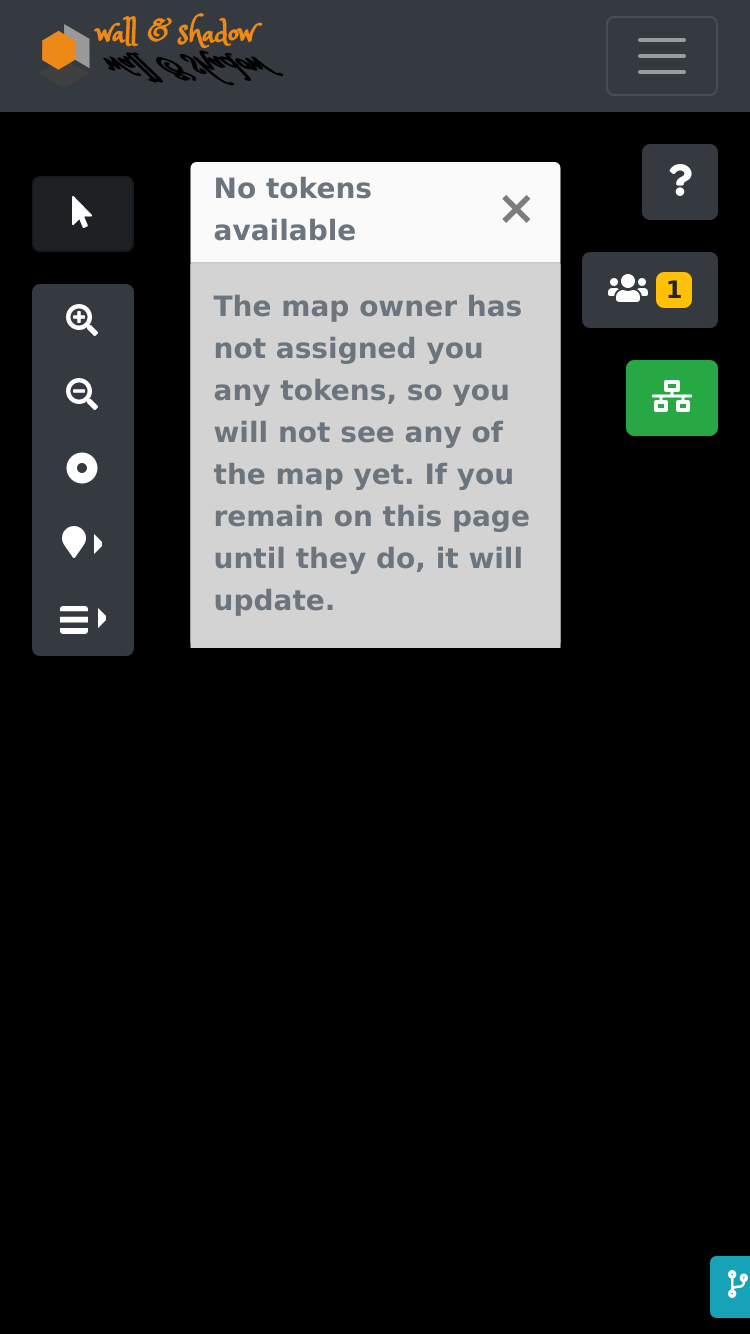 wall & shadow
No tokens
available
?
1
The map owner has
not assigned you
any tokens, so you
will not see any of
the map yet. If you
remain on this page
until they do, it will
update.